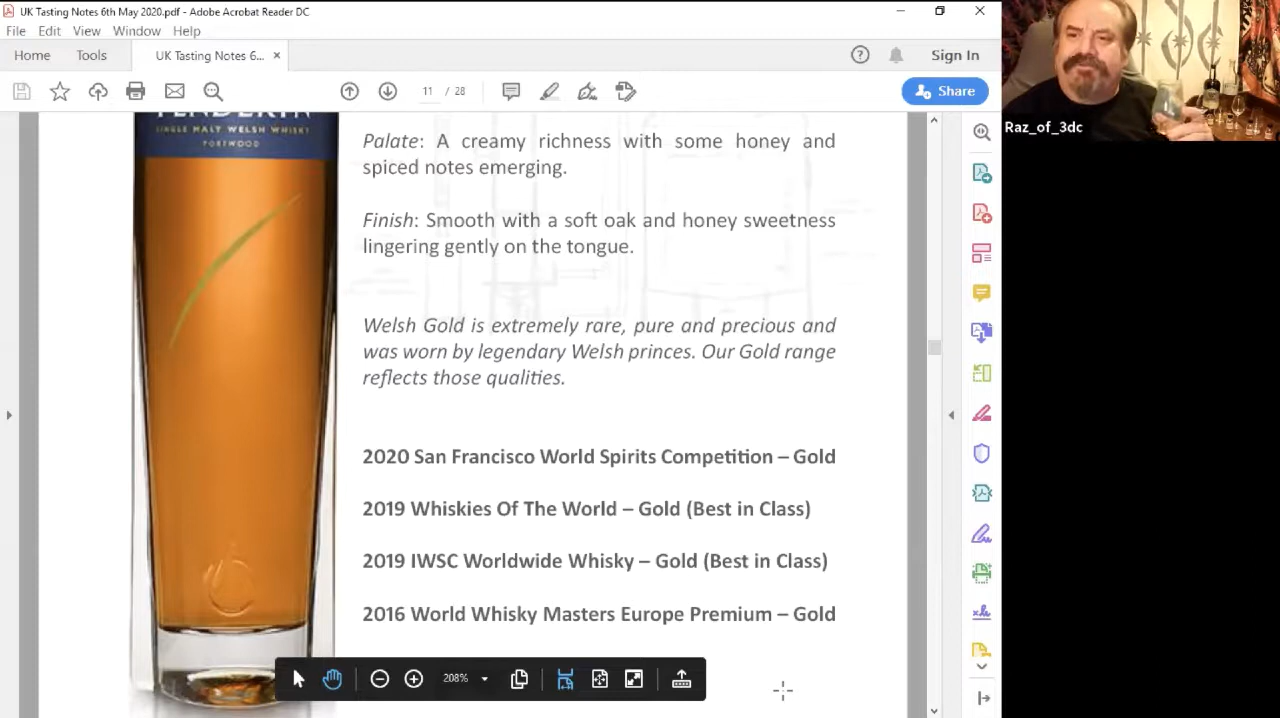 UK Tasting Notes 6th May 2020.pdf - Adobe Acrobat Reader DC
File Edit View Window Help
Home Tools UK Tasting Notes 6... ×
Sign In
11 / 28
Share
Raz_of_3dc
PENDERYN
SINGLE MALT WELSH WHISKY
PORTWOOD
Palate: A creamy richness with some honey and
spiced notes emerging.
Finish: Smooth with a soft oak and honey sweetness
lingering gently on the tongue.
Welsh Gold is extremely rare, pure and precious and
was worn by legendary Welsh princes. Our Gold range
reflects those qualities.
2020 San Francisco World Spirits Competition – Gold
2019 Whiskies Of The World – Gold (Best in Class)
2019 IWSC Worldwide Whisky – Gold (Best in Class)
2016 World Whisky Masters Europe Premium – Gold
208%